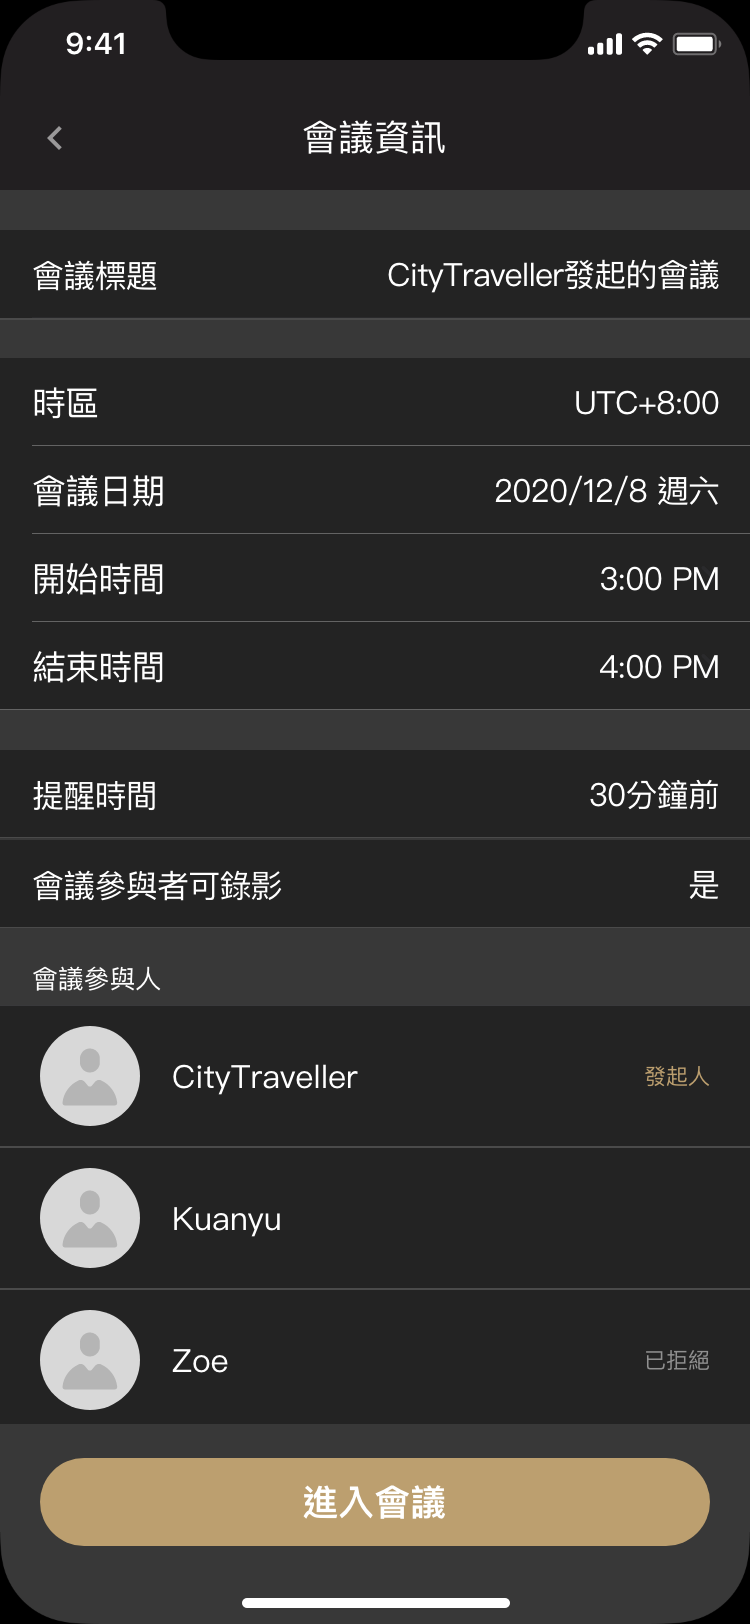 9:41
會議資訊
會議標題 CityTraveller發起的會議
時區 UTC+8:00
會議日期 2020/12/8 週六
開始時間 3:00 PM
結束時間 4:00 PM
提醒時間 30分鐘前
會議參與者可錄影 是
會議參與人
CityTraveller 發起人
Kuanyu
Zoe 已拒絕
進入會議